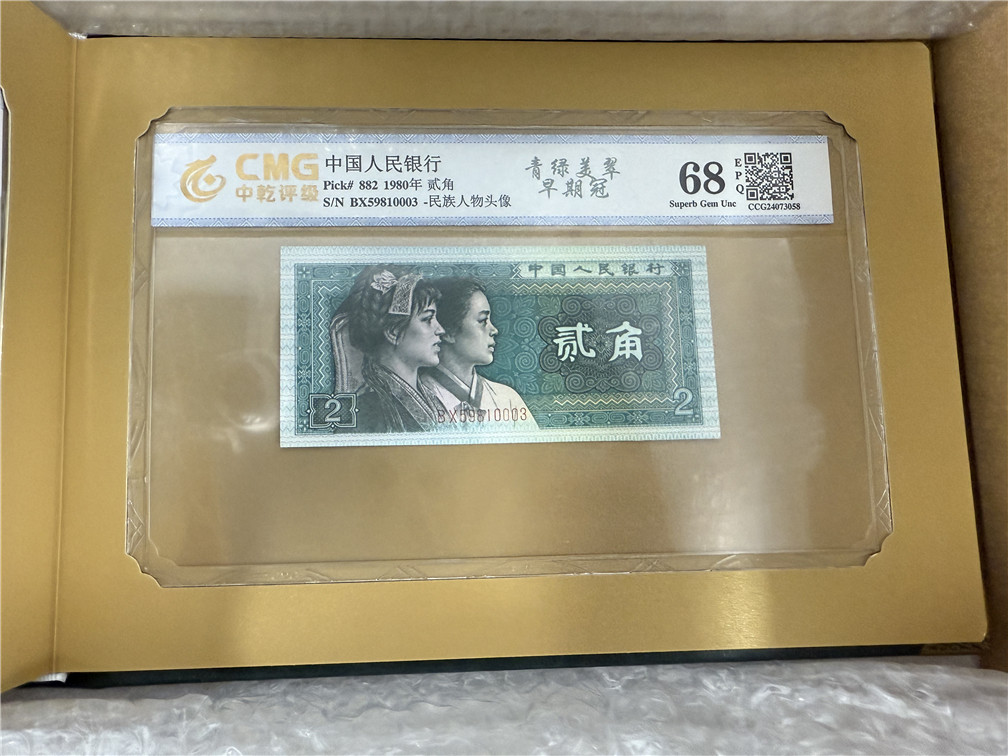 CMG
中乾评级
中国人民银行
Pick# 882 1980年 贰角
S/N BX59810003 -民族人物头像
青绿美翠
早期冠
68
EPQ
Superb Gem Unc
CCG24073058
中国人民银行
贰角
2
BX59810003
2